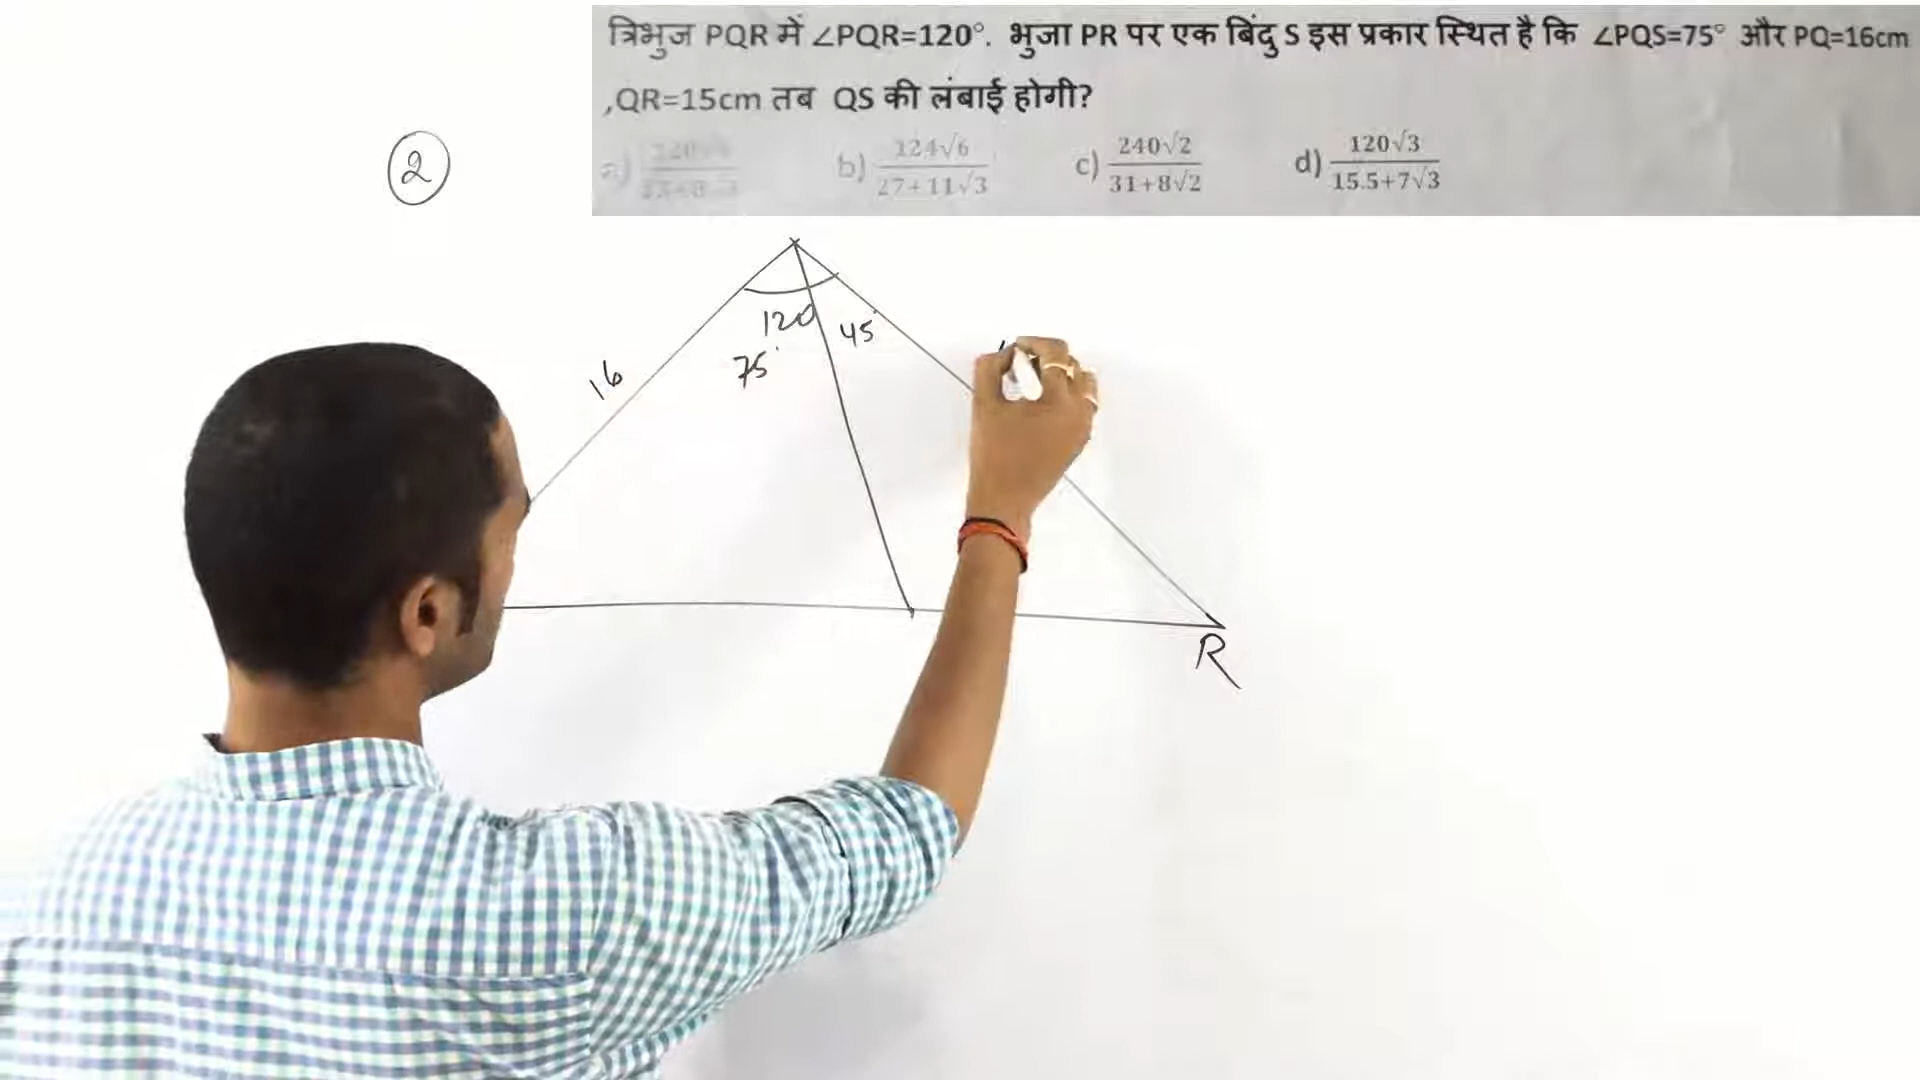 त्रिभुज PQR में ∠PQR=120°. भुजा PR पर एक बिंदु S इस प्रकार स्थित है कि ∠PQS=75° और PQ=16cm
,QR=15cm तब QS की लंबाई होगी?
b) 124√6 / 27+11√3 c) 240√2 / 31+8√2 d) 120√3 / 15.5+7√3
2
120
45°
75°
16
R